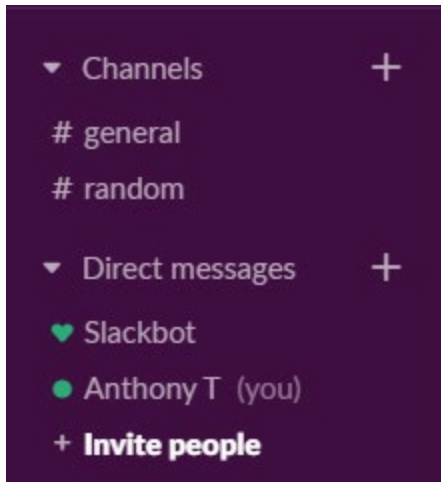 Channels +
# general
# random
Direct messages +
Slackbot
Anthony T (you)
+ Invite people